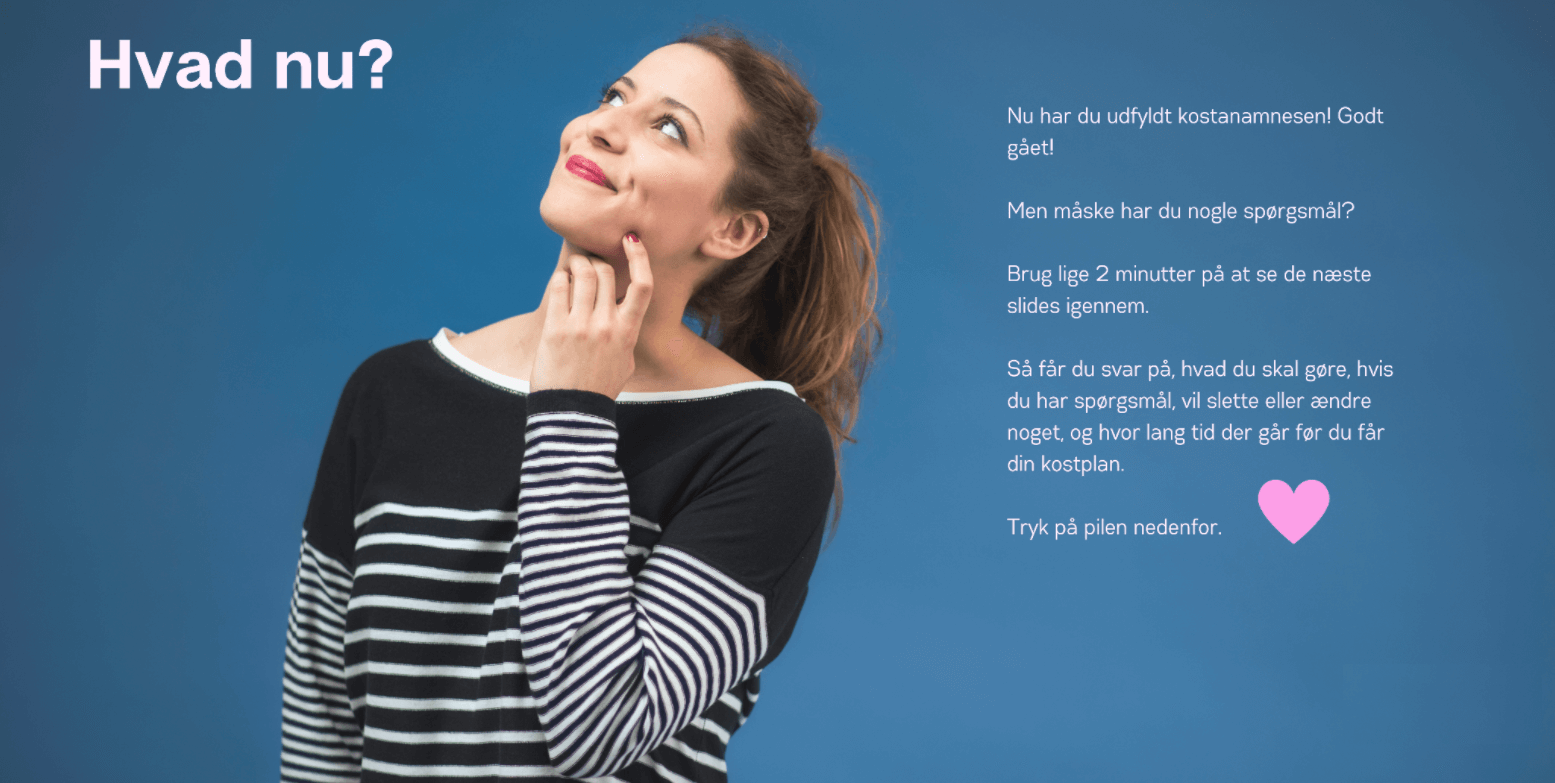 Hvad nu?
Nu har du udfyldt kostanamnesen! Godt
gået!
Men måske har du nogle spørgsmål?
Brug lige 2 minutter på at se de næste
slides igennem.
Så får du svar på, hvad du skal gøre, hvis
du har spørgsmål, vil slette eller ændre
noget, og hvor lang tid der går før du får
din kostplan.
Tryk på pilen nedenfor.